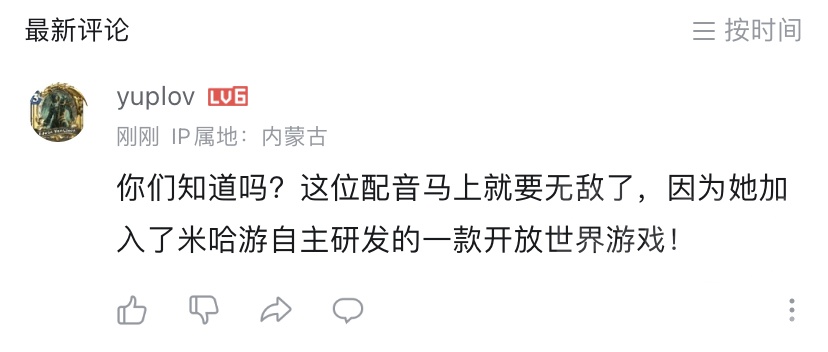 最新评论
按时间
yuplov LV6
刚刚 IP属地：内蒙古
你们知道吗？这位配音马上就要无敌了，因为她加
入了米哈游自主研发的一款开放世界游戏！